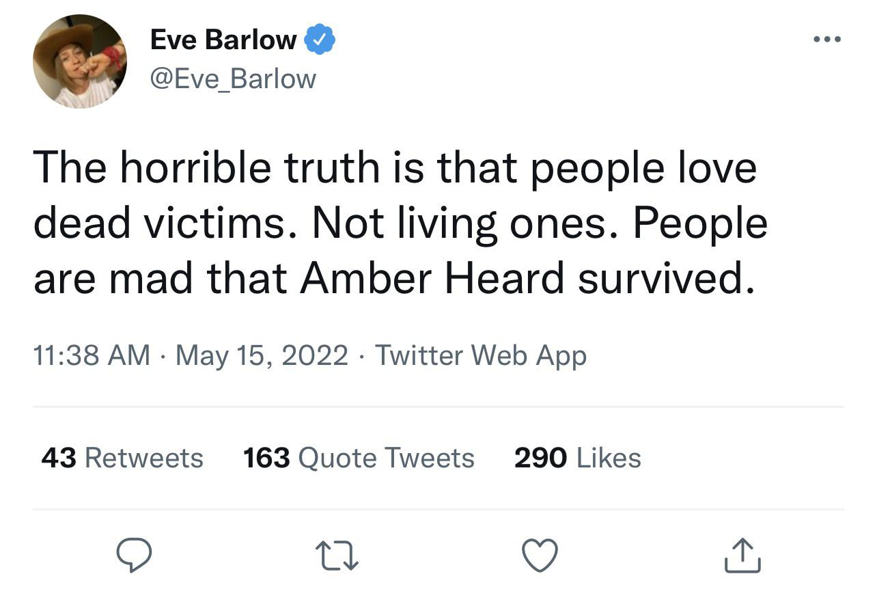 Eve Barlow
@Eve_Barlow
The horrible truth is that people love
dead victims. Not living ones. People
are mad that Amber Heard survived.
11:38 AM · May 15, 2022 · Twitter Web App
43 Retweets 163 Quote Tweets 290 Likes